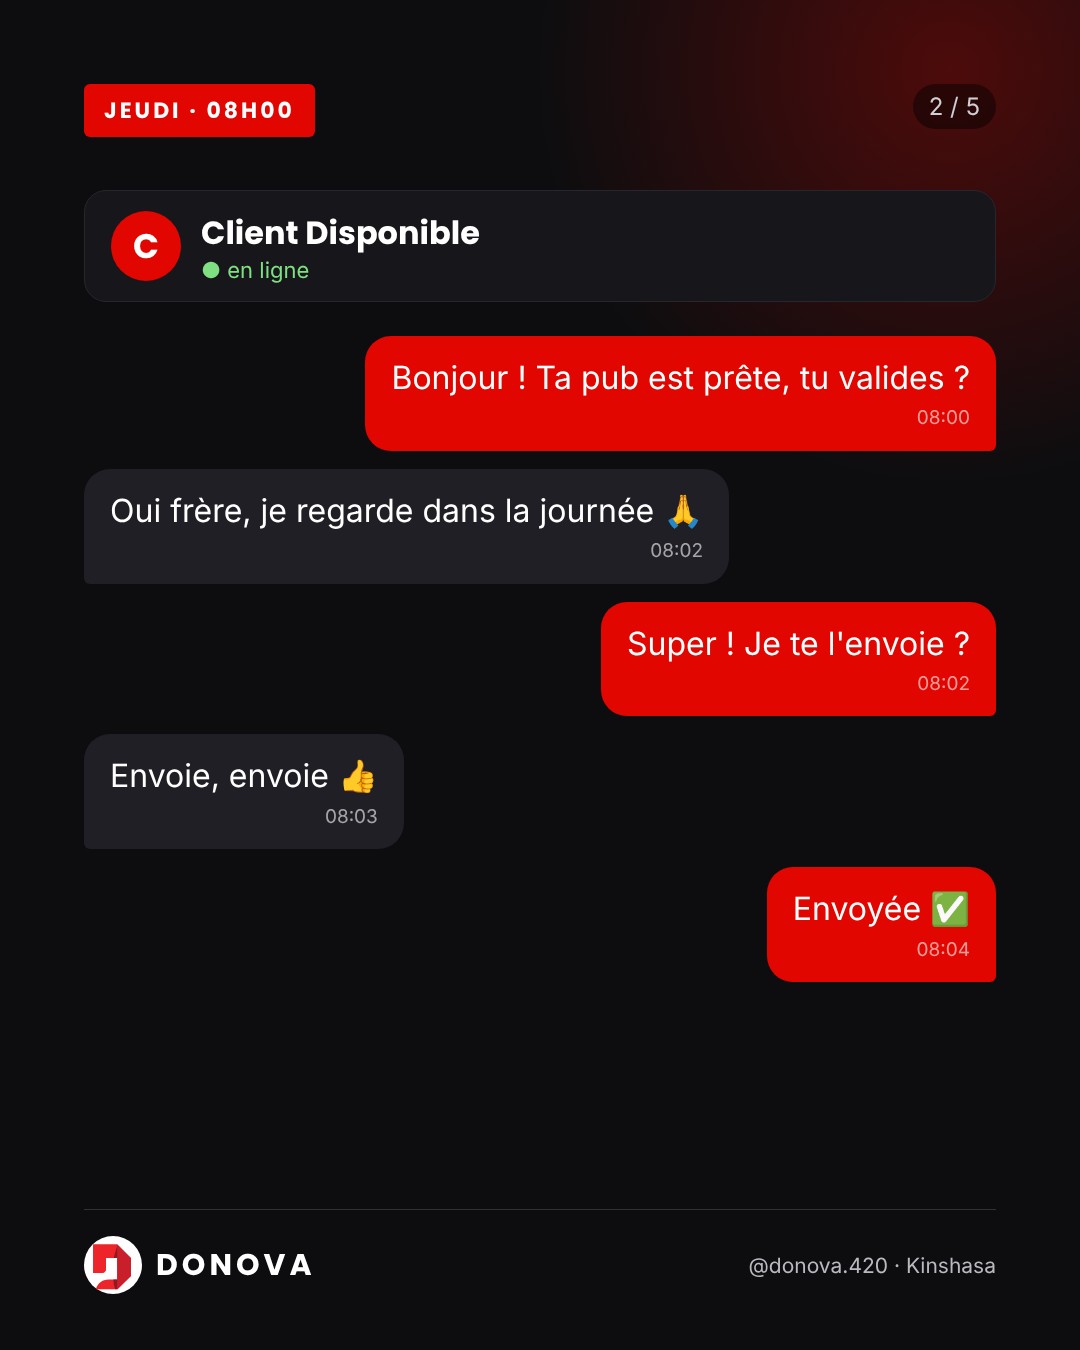 JEUDI · 08H00
2 / 5
C
Client Disponible
en ligne
Bonjour ! Ta pub est prête, tu valides ?
08:00
Oui frère, je regarde dans la journée 🙏
08:02
Super ! Je te l'envoie ?
08:02
Envoie, envoie 👍
08:03
Envoyée ✅
08:04
DONOVA
@donova.420 · Kinshasa